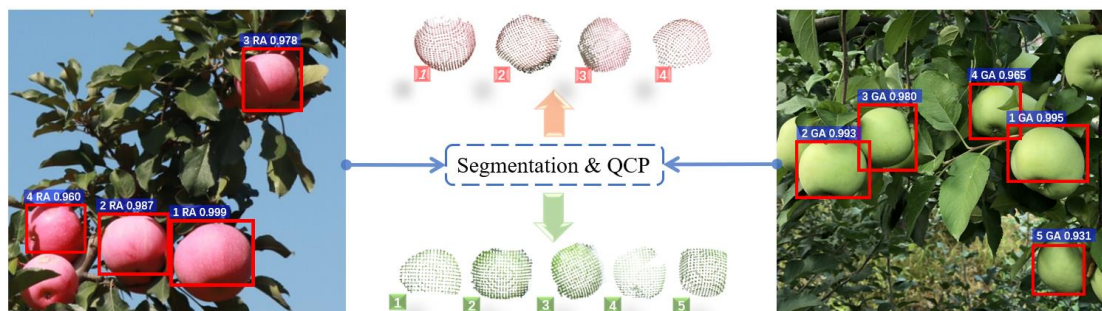 3 RA 0.978
4 RA 0.960
2 RA 0.987
1 RA 0.999
1
2
3
4
Segmentation & QCP
1
2
3
4
5
4 GA 0.965
3 GA 0.980
1 GA 0.995
2 GA 0.993
5 GA 0.931